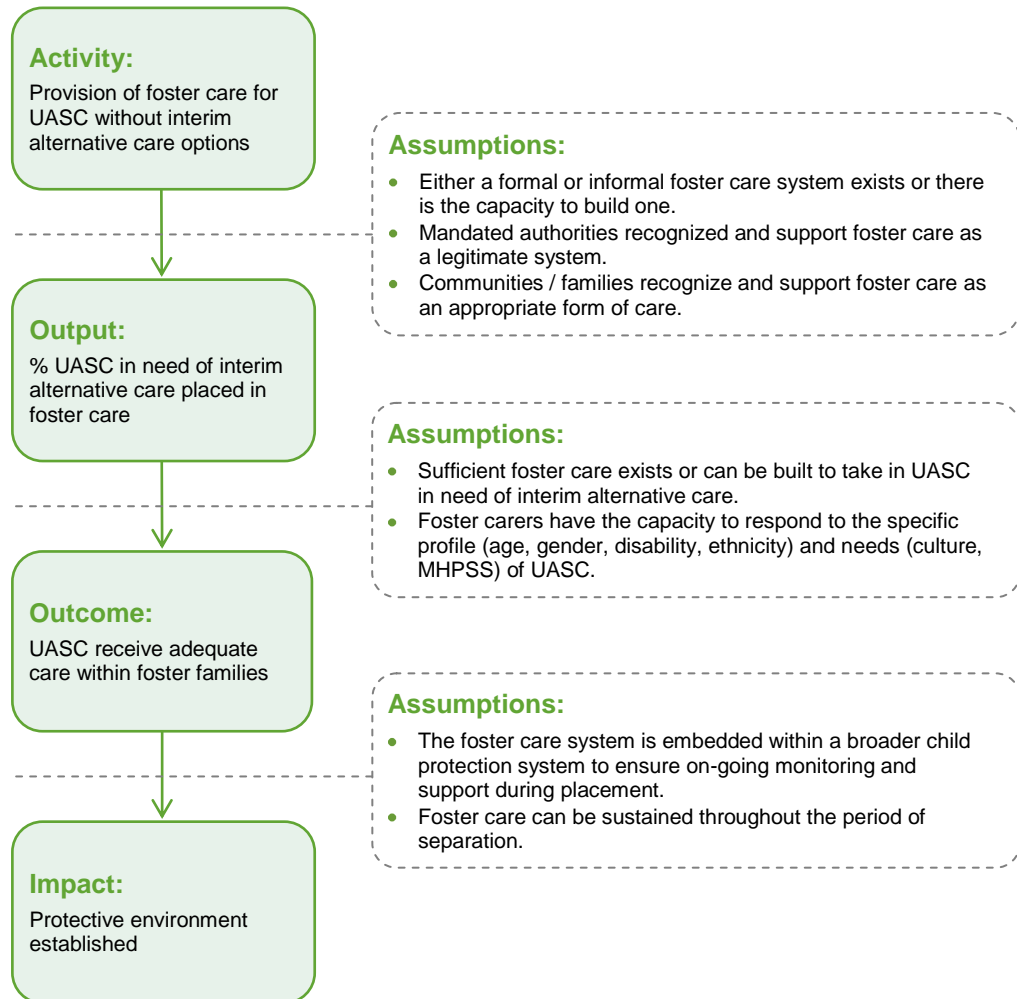 Activity:
Provision of foster care for
UASC without interim
alternative care options
Assumptions:
• Either a formal or informal foster care system exists or there
is the capacity to build one.
• Mandated authorities recognized and support foster care as
a legitimate system.
• Communities / families recognize and support foster care as
an appropriate form of care.
Output:
% UASC in need of interim
alternative care placed in
foster care
Assumptions:
• Sufficient foster care exists or can be built to take in UASC
in need of interim alternative care.
• Foster carers have the capacity to respond to the specific
profile (age, gender, disability, ethnicity) and needs (culture,
MHPSS) of UASC.
Outcome:
UASC receive adequate
care within foster families
Assumptions:
• The foster care system is embedded within a broader child
protection system to ensure on-going monitoring and
support during placement.
• Foster care can be sustained throughout the period of
separation.
Impact:
Protective environment
established